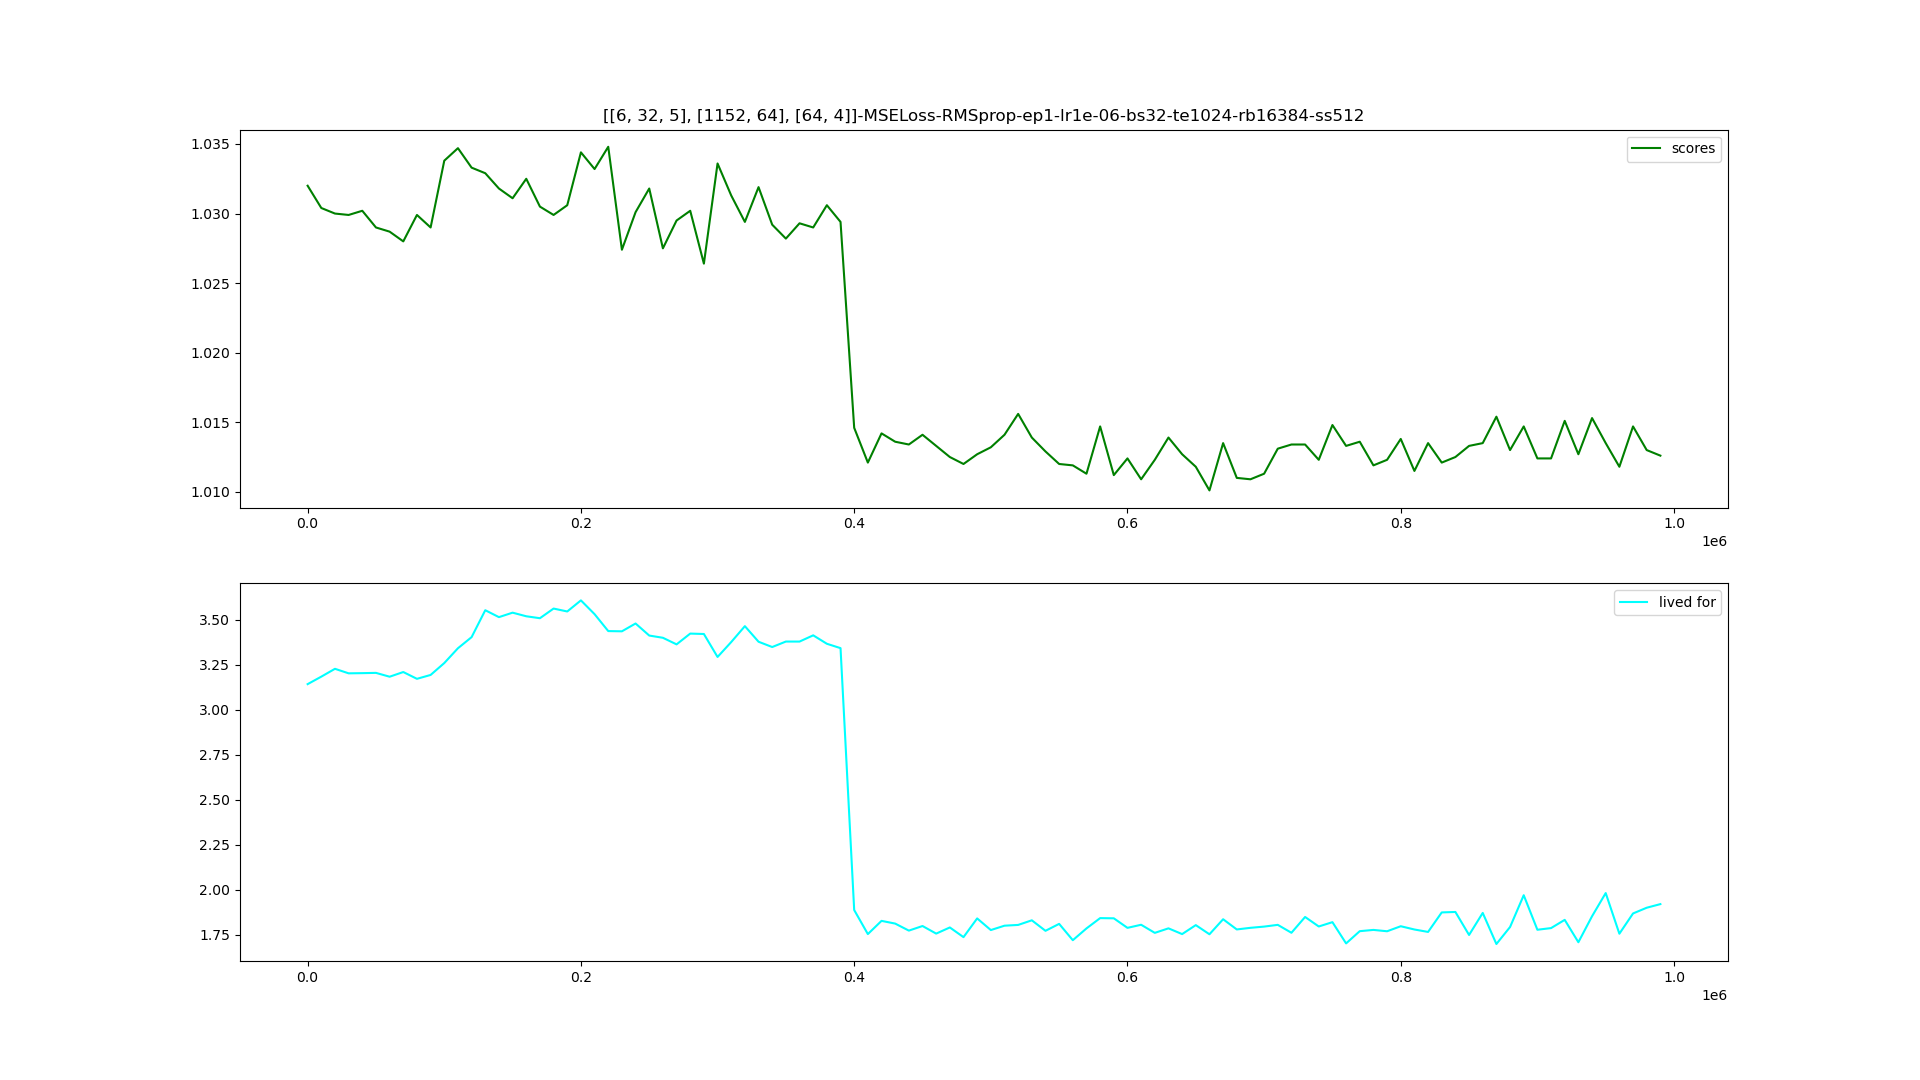 [[6, 32, 5], [1152, 64], [64, 4]]-MSELoss-RMSprop-ep1-lr1e-06-bs32-te1024-rb16384-ss512
scores
1.035
1.030
1.025
1.020
1.015
1.010
0.0 0.2 0.4 0.6 0.8 1.0
1e6
lived for
3.50
3.25
3.00
2.75
2.50
2.25
2.00
1.75
0.0 0.2 0.4 0.6 0.8 1.0
1e6